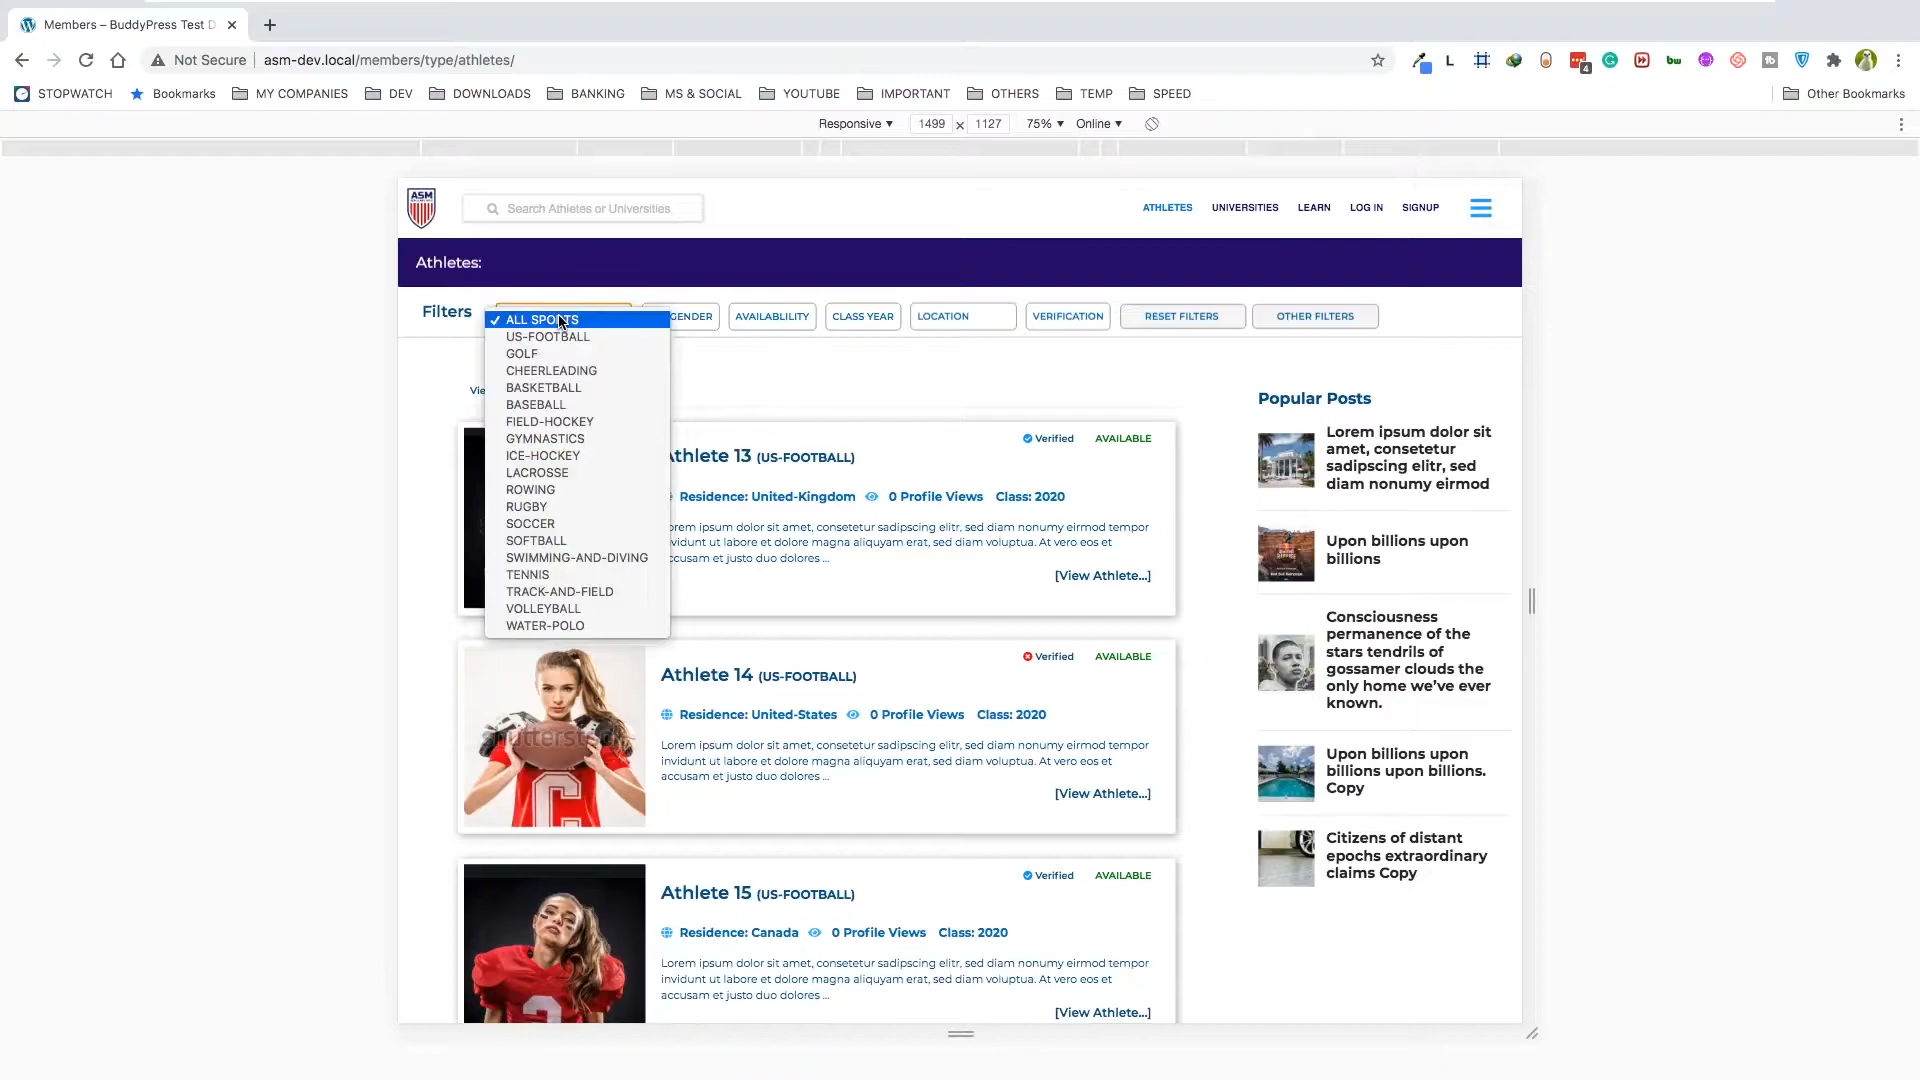 Members – BuddyPress Test D
Not Secure
asm-dev.local/members/type/athletes/
L
4
bw
STOPWATCH
Bookmarks
MY COMPANIES
DEV
DOWNLOADS
BANKING
MS & SOCIAL
YOUTUBE
IMPORTANT
OTHERS
TEMP
SPEED
Other Bookmarks
Responsive
1499 x 1127
75%
Online
ASM
Search Athletes or Universities
ATHLETES
UNIVERSITIES
LEARN
LOG IN
SIGNUP
Athletes:
Filters
GENDER
AVAILABLILITY
CLASS YEAR
LOCATION
VERIFICATION
RESET FILTERS
OTHER FILTERS
ALL SPORTS
US-FOOTBALL
GOLF
CHEERLEADING
BASKETBALL
BASEBALL
FIELD-HOCKEY
GYMNASTICS
ICE-HOCKEY
LACROSSE
ROWING
RUGBY
SOCCER
SOFTBALL
SWIMMING-AND-DIVING
TENNIS
TRACK-AND-FIELD
VOLLEYBALL
WATER-POLO
Vie
Verified
AVAILABLE
Athlete 13 (US-FOOTBALL)
Residence: United-Kingdom
0 Profile Views
Class: 2020
orem ipsum dolor sit amet, consetetur sadipscing elitr, sed diam nonumy eirmod tempor
vidunt ut labore et dolore magna aliquyam erat, sed diam voluptua. At vero eos et
ccusam et justo duo dolores ...
[View Athlete...]
Verified
AVAILABLE
Athlete 14 (US-FOOTBALL)
Residence: United-States
0 Profile Views
Class: 2020
Lorem ipsum dolor sit amet, consetetur sadipscing elitr, sed diam nonumy eirmod tempor
invidunt ut labore et dolore magna aliquyam erat, sed diam voluptua. At vero eos et
accusam et justo duo dolores ...
[View Athlete...]
Verified
AVAILABLE
Athlete 15 (US-FOOTBALL)
Residence: Canada
0 Profile Views
Class: 2020
Lorem ipsum dolor sit amet, consetetur sadipscing elitr, sed diam nonumy eirmod tempor
invidunt ut labore et dolore magna aliquyam erat, sed diam voluptua. At vero eos et
accusam et justo duo dolores ...
[View Athlete...]
Popular Posts
Lorem ipsum dolor sit
amet, consetetur
sadipscing elitr, sed
diam nonumy eirmod
Upon billions upon
billions
Consciousness
permanence of the
stars tendrils of
gossamer clouds the
only home we've ever
known.
Upon billions upon
billions upon billions.
Copy
Citizens of distant
epochs extraordinary
claims Copy